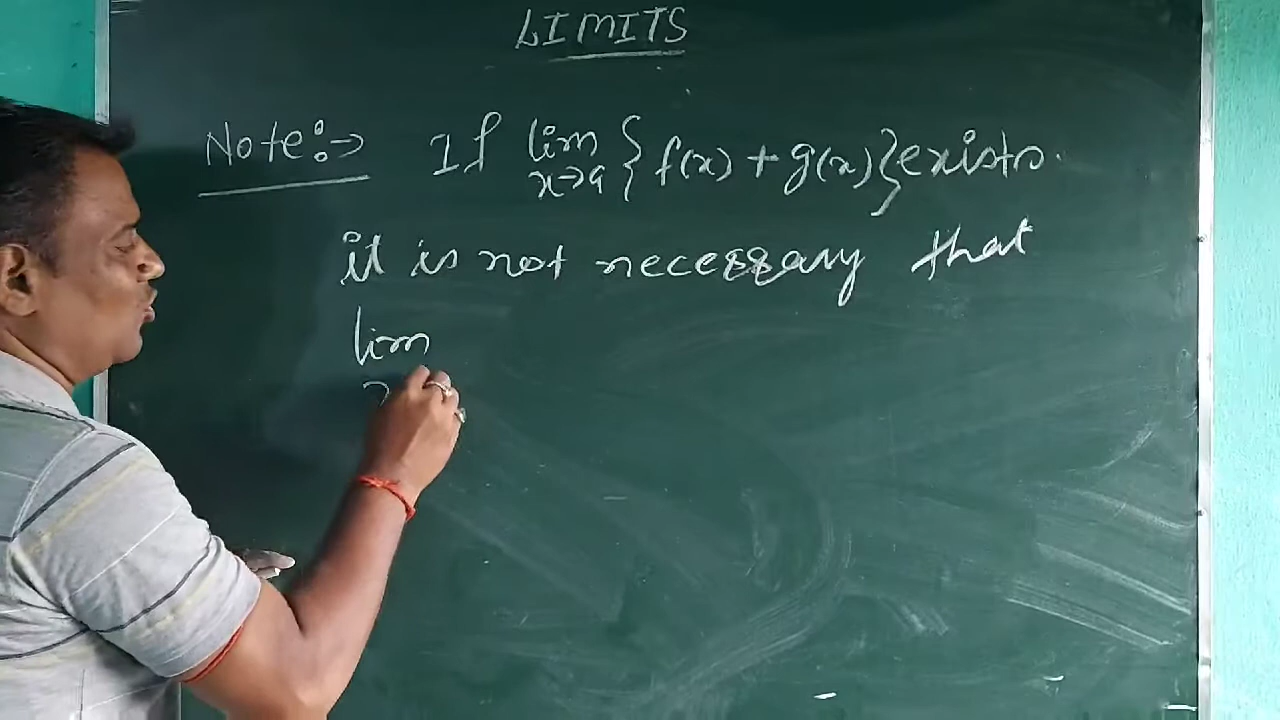 LIMITS
Note:→ If lim {f(x) + g(x)} exists.
x→a
it is not necessary that
lim